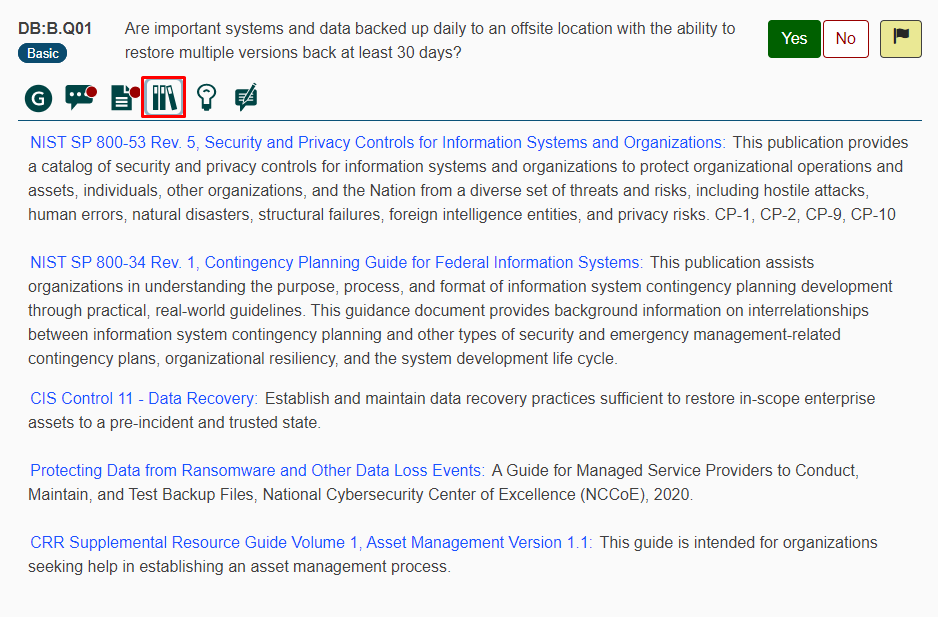 DB:B.Q01
Basic
Are important systems and data backed up daily to an offsite location with the ability to
restore multiple versions back at least 30 days?
Yes
No
G
NIST SP 800-53 Rev. 5, Security and Privacy Controls for Information Systems and Organizations: This publication provides
a catalog of security and privacy controls for information systems and organizations to protect organizational operations and
assets, individuals, other organizations, and the Nation from a diverse set of threats and risks, including hostile attacks,
human errors, natural disasters, structural failures, foreign intelligence entities, and privacy risks. CP-1, CP-2, CP-9, CP-10
NIST SP 800-34 Rev. 1, Contingency Planning Guide for Federal Information Systems: This publication assists
organizations in understanding the purpose, process, and format of information system contingency planning development
through practical, real-world guidelines. This guidance document provides background information on interrelationships
between information system contingency planning and other types of security and emergency management-related
contingency plans, organizational resiliency, and the system development life cycle.
CIS Control 11 - Data Recovery: Establish and maintain data recovery practices sufficient to restore in-scope enterprise
assets to a pre-incident and trusted state.
Protecting Data from Ransomware and Other Data Loss Events: A Guide for Managed Service Providers to Conduct,
Maintain, and Test Backup Files, National Cybersecurity Center of Excellence (NCCoE), 2020.
CRR Supplemental Resource Guide Volume 1, Asset Management Version 1.1: This guide is intended for organizations
seeking help in establishing an asset management process.